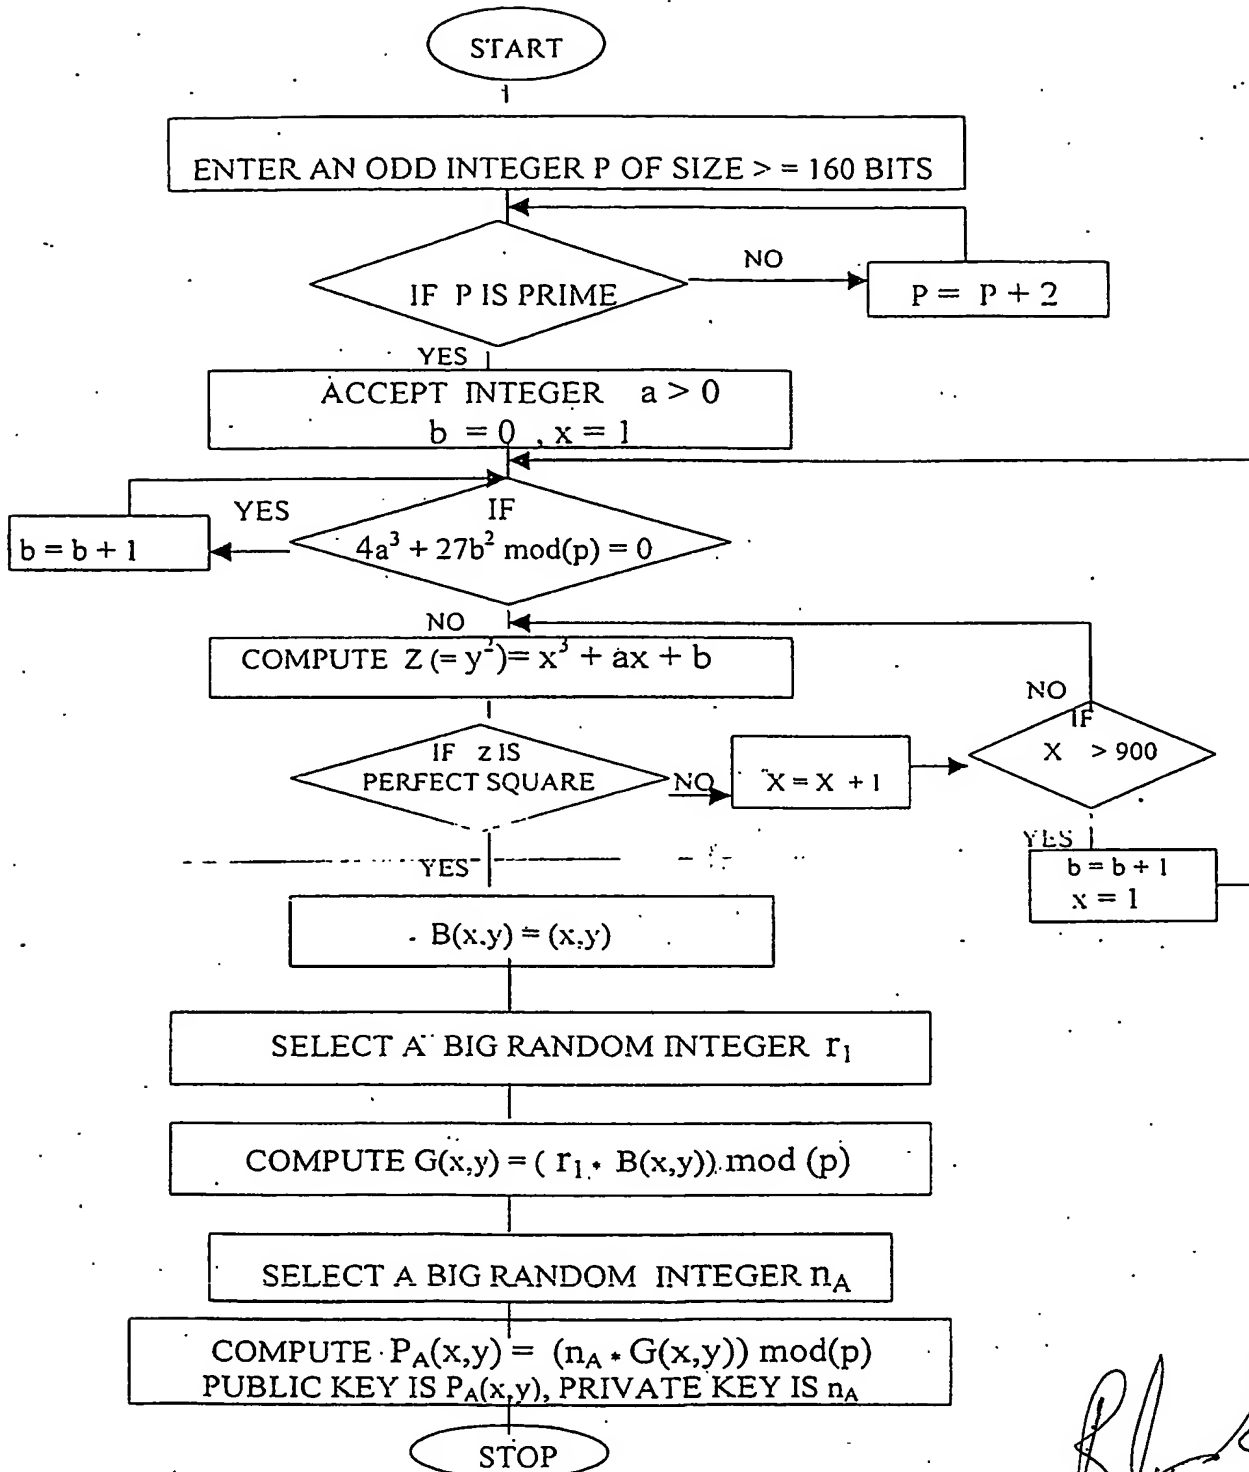 START
ENTER AN ODD INTEGER P OF SIZE > = 160 BITS
IF P IS PRIME
NO
P = P + 2
YES
ACCEPT INTEGER a > 0
b = 0 , x = 1
YES
b = b + 1
IF
4a³ + 27b² mod(p) = 0
NO
COMPUTE Z (= y²)= x³ + ax + b
NO
IF
X > 900
IF z IS
PERFECT SQUARE
NO
X = X + 1
YES
b = b + 1
x = 1
YES
B(x,y) = (x,y)
SELECT A BIG RANDOM INTEGER r₁
COMPUTE G(x,y) = ( r₁ * B(x,y)) mod (p)
SELECT A BIG RANDOM INTEGER n_A
COMPUTE P_A(x,y) = (n_A * G(x,y)) mod(p)
PUBLIC KEY IS P_A(x,y), PRIVATE KEY IS n_A
STOP